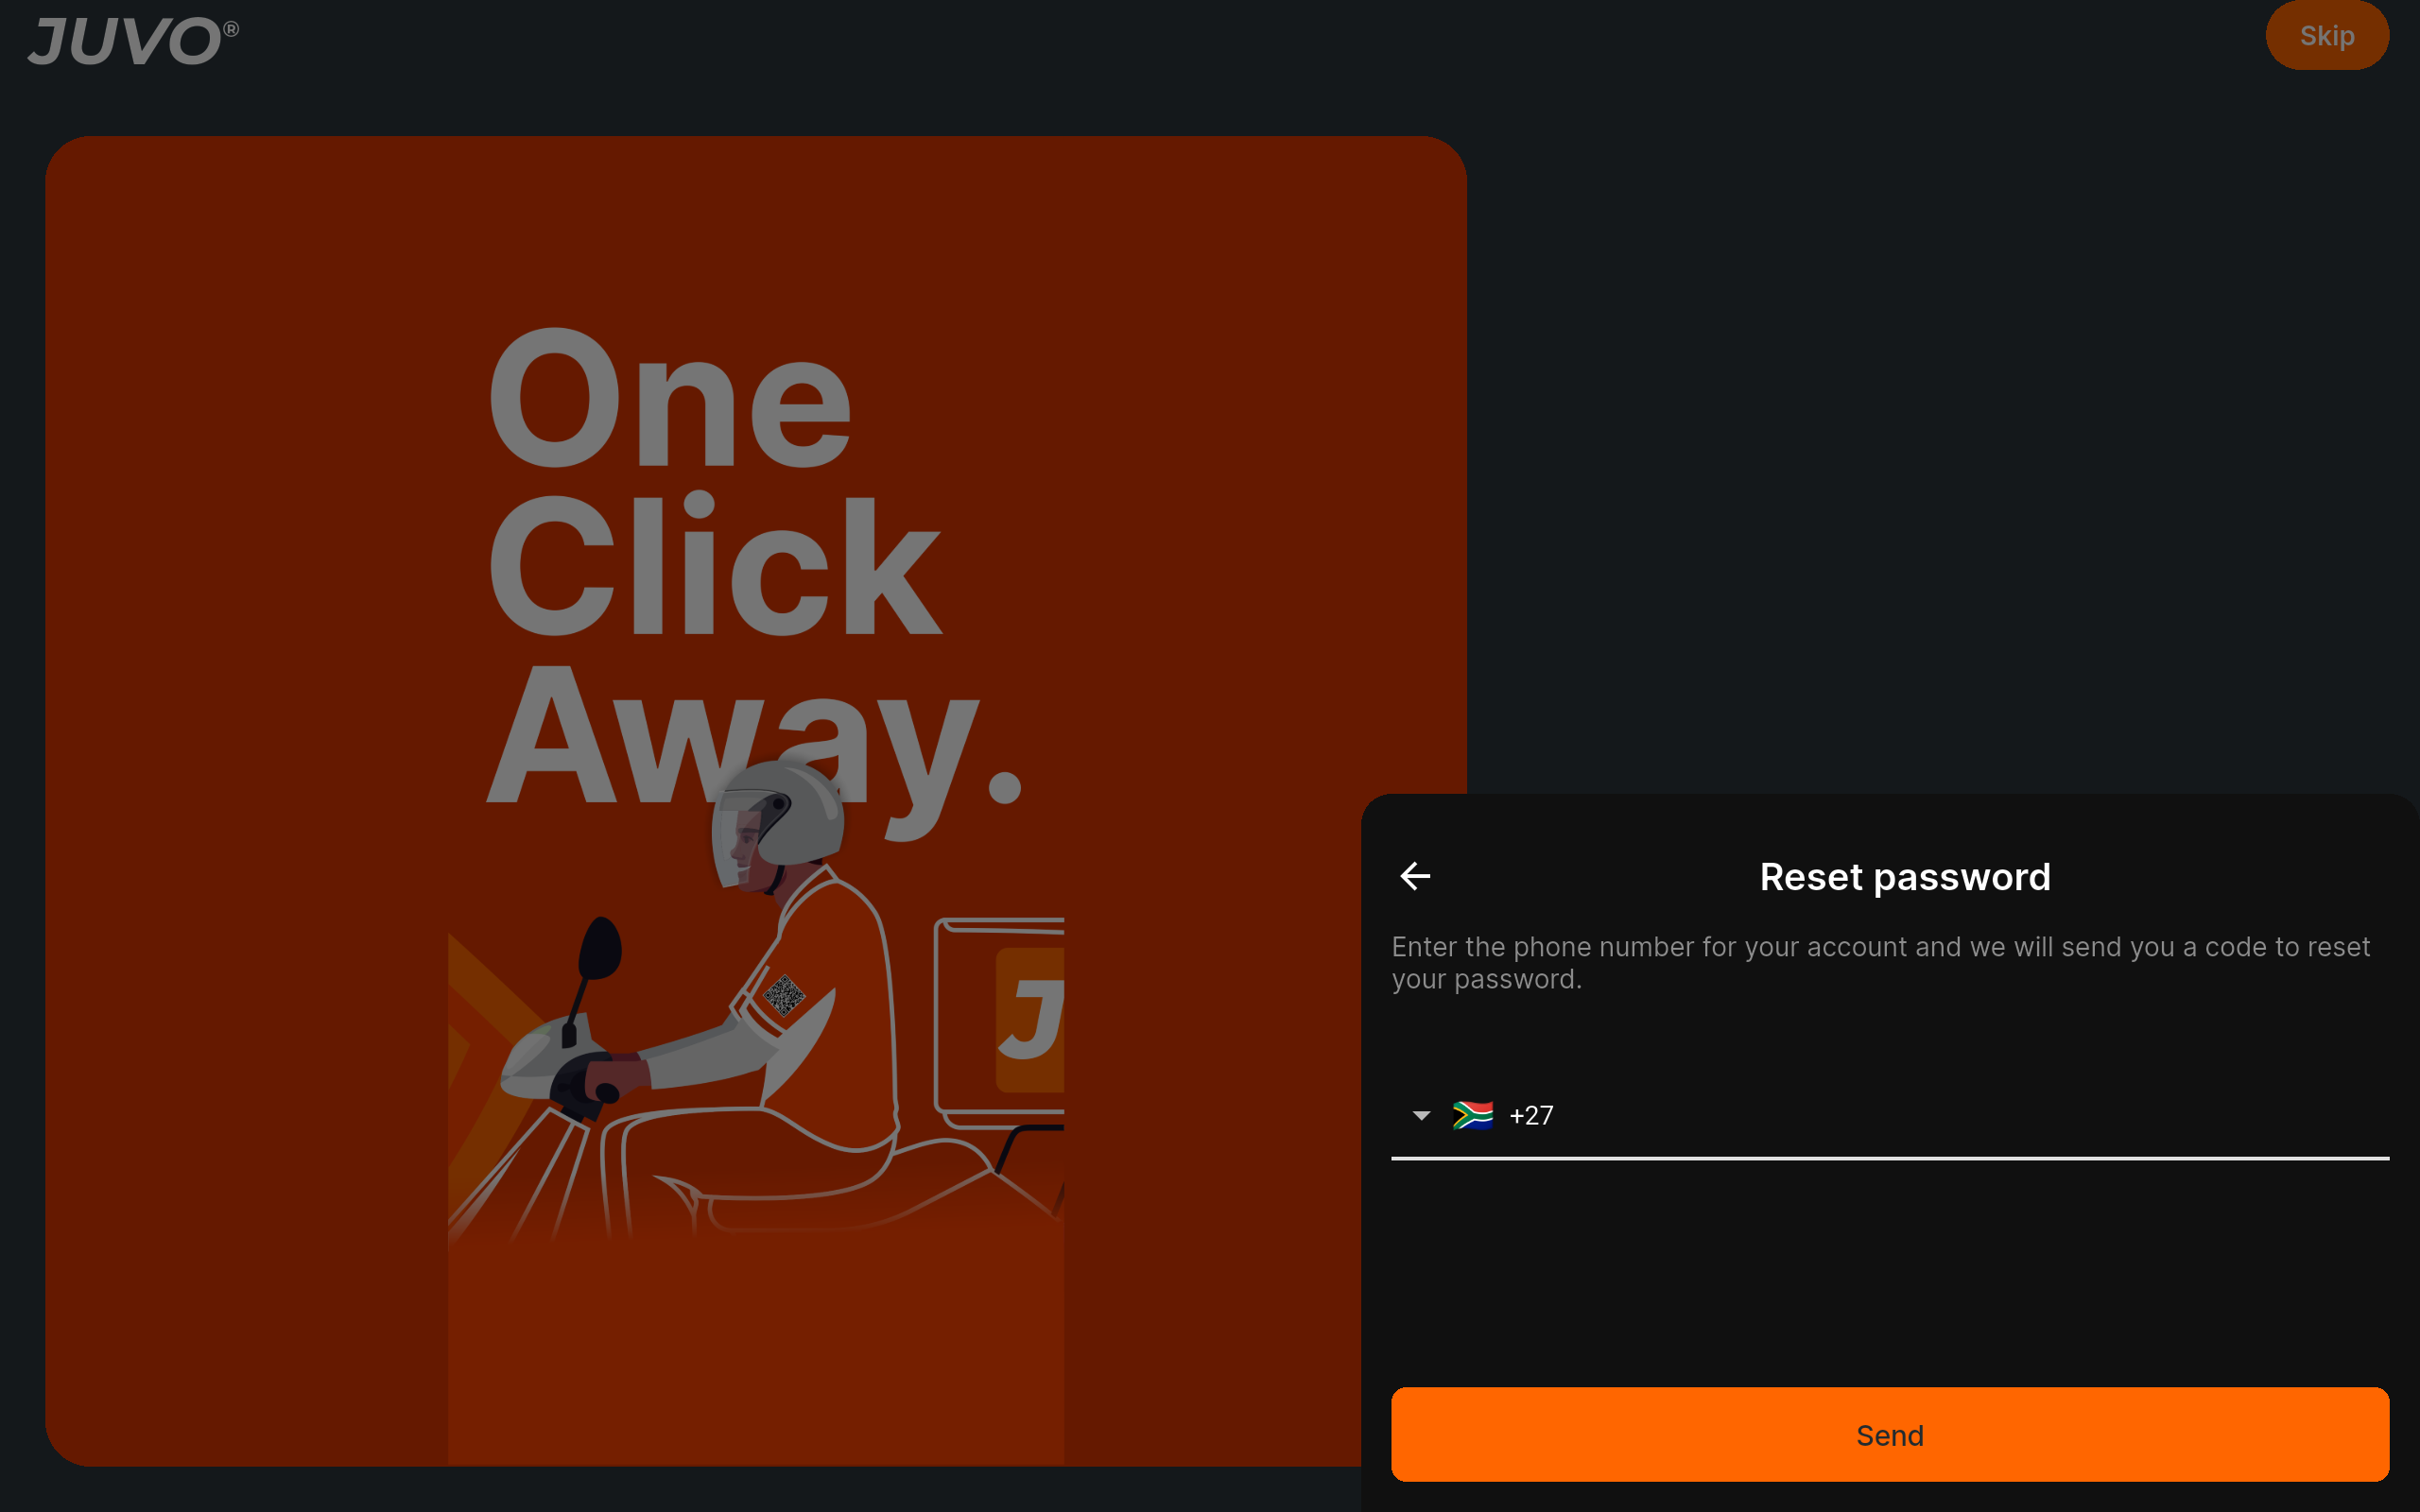 JUVO®
Skip
One
Click
Away.
J
Reset password
Enter the phone number for your account and we will send you a code to reset
your password.
+27
Send